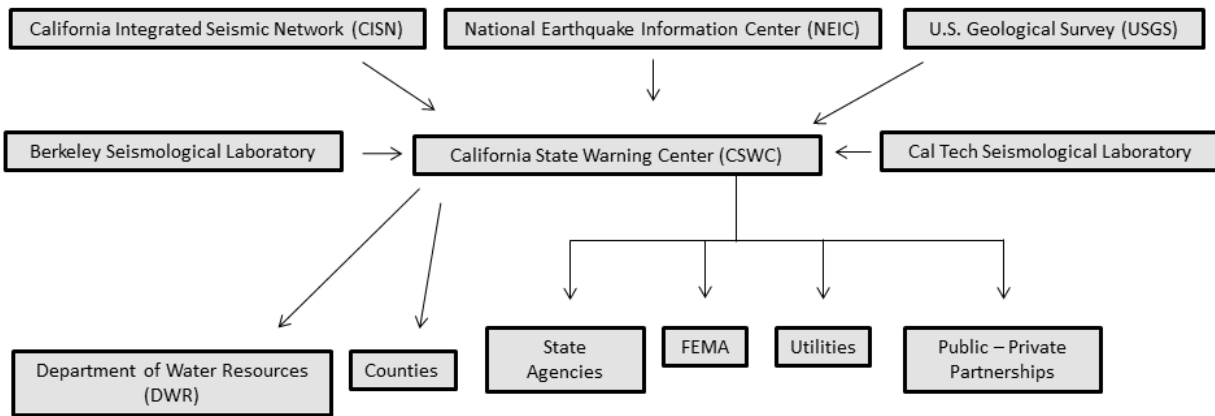 California Integrated Seismic Network (CISN)
National Earthquake Information Center (NEIC)
U.S. Geological Survey (USGS)
Berkeley Seismological Laboratory
California State Warning Center (CSWC)
Cal Tech Seismological Laboratory
Department of Water Resources
(DWR)
Counties
State
Agencies
FEMA
Utilities
Public – Private
Partnerships